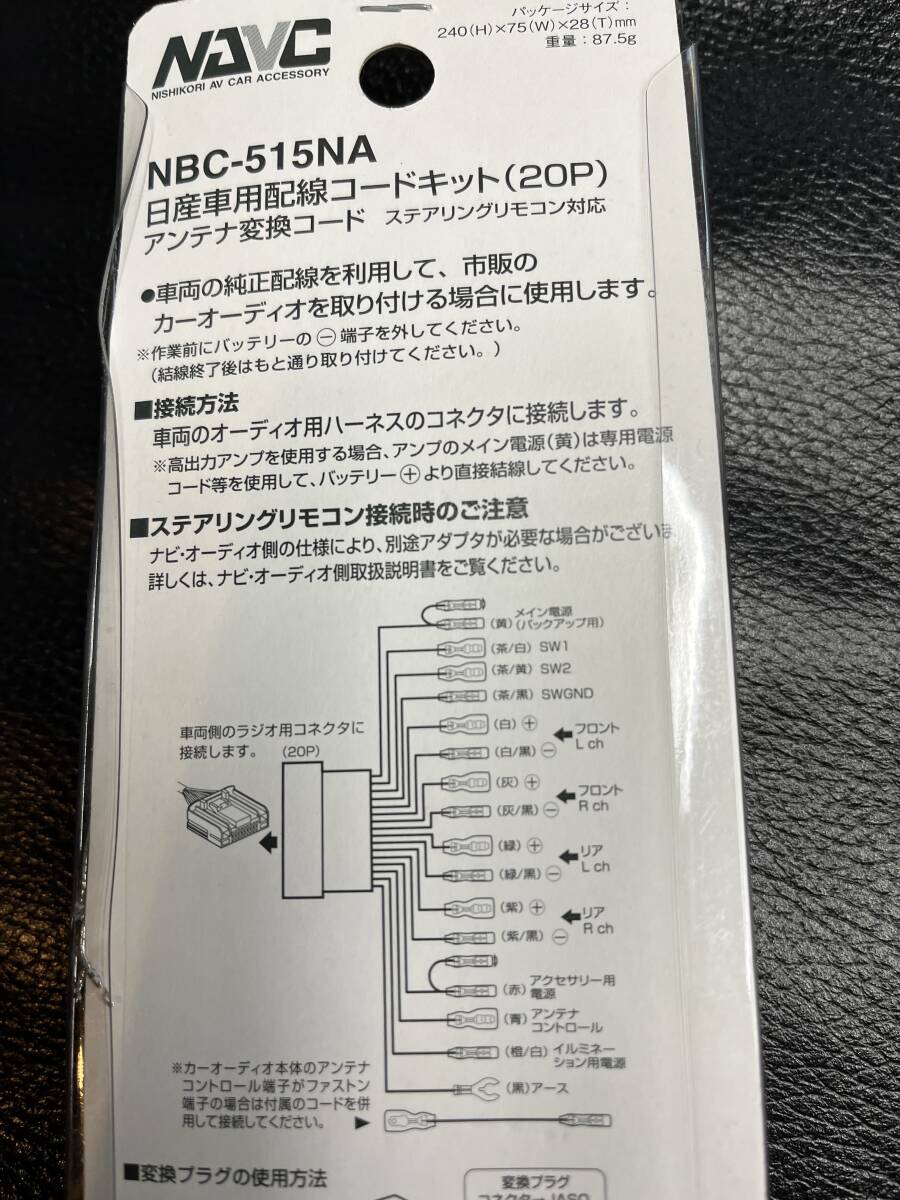 NAVC
NISHIKORI AV CAR ACCESSORY
パッケージサイズ：
240(H)×75(W)×28(T)mm
重量：87.5g
NBC-515NA
日産車用配線コードキット(20P)
アンテナ変換コード ステアリングリモコン対応
●車両の純正配線を利用して、市販の
カーオーディオを取り付ける場合に使用します。
※作業前にバッテリーの㊀端子を外してください。
(結線終了後はもと通り取り付けてください。)
■接続方法
車両のオーディオ用ハーネスのコネクタに接続します。
※高出力アンプを使用する場合、アンプのメイン電源(黄)は専用電源
コード等を使用して、バッテリー⊕より直接結線してください。
■ステアリングリモコン接続時のご注意
ナビ・オーディオ側の仕様により、別途アダプタが必要な場合がございま
詳しくは、ナビ・オーディオ側取扱説明書をご覧ください。
(黄) メイン電源
(バックアップ用)
(茶/白) SW1
(茶/黄) SW2
(茶/黒) SWGND
車両側のラジオ用コネクタに
接続します。 (20P)
(白) ⊕
(白/黒) ⊖
フロント
L ch
(灰) ⊕
(灰/黒) ⊖
フロント
R ch
(緑) ⊕
(緑/黒) ⊖
リア
L ch
(紫) ⊕
(紫/黒) ⊖
リア
R ch
(赤) アクセサリー用
電源
(青) アンテナ
コントロール
(橙/白) イルミネー
ション用電源
(黒)アース
※カーオーディオ本体のアンテナ
コントロール端子がファストン
端子の場合は付属のコードを併
用して接続してください。 ▶
■変換プラグの使用方法
変換プラグ
コネクター JASO